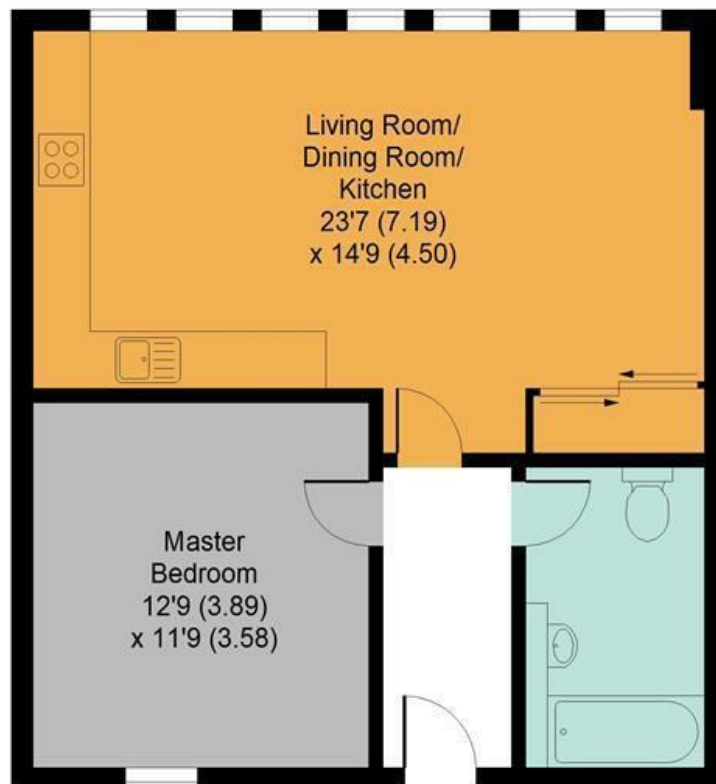 Living Room/
Dining Room/
Kitchen
23'7 (7.19)
x 14'9 (4.50)
Master
Bedroom
12'9 (3.89)
x 11'9 (3.58)